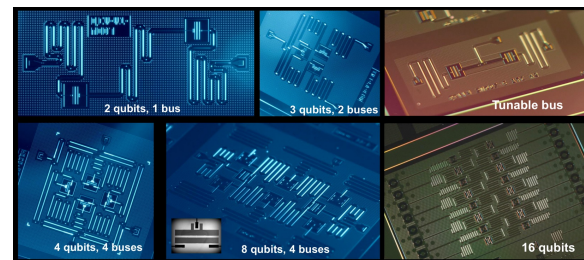 2 qubits, 1 bus
3 qubits, 2 buses
Tunable bus
4 qubits, 4 buses
8 qubits, 4 buses
16 qubits